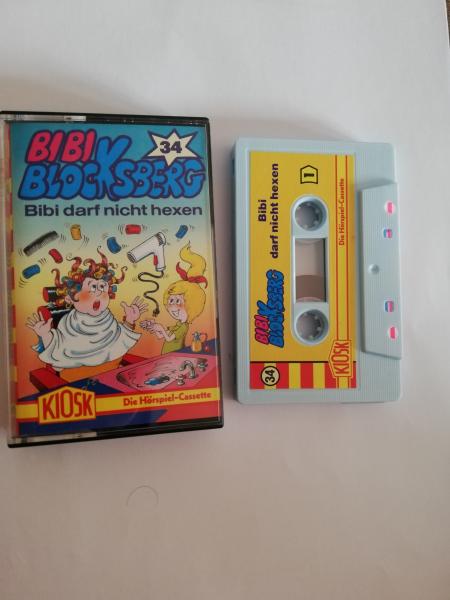 BIBI
34
BLOCKSBERG
Bibi darf nicht hexen
KIOSK
Die Hörspiel-Cassette
34
BIBI
BLOCKSBERG
Bibi
darf nicht hexen
1
KIOSK
Die Hörspiel-Cassette